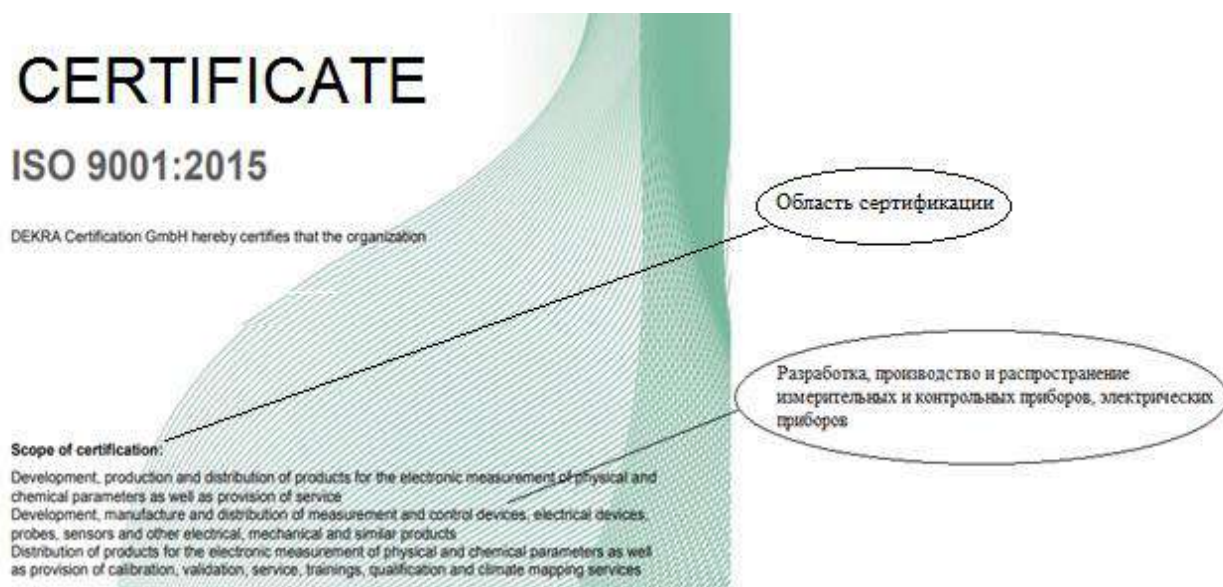 CERTIFICATE
ISO 9001:2015
DEKRA Certification GmbH hereby certifies that the organization
Область сертификации
Разработка, производство и распространение
измерительных и контрольных приборов, электрических
приборов
Scope of certification:
Development, production and distribution of products for the electronic measurement of physical and
chemical parameters as well as provision of service
Development, manufacture and distribution of measurement and control devices, electrical devices,
probes, sensors and other electrical, mechanical and similar products
Distribution of products for the electronic measurement of physical and chemical parameters as well
as provision of calibration, validation, service, trainings, qualification and climate mapping services